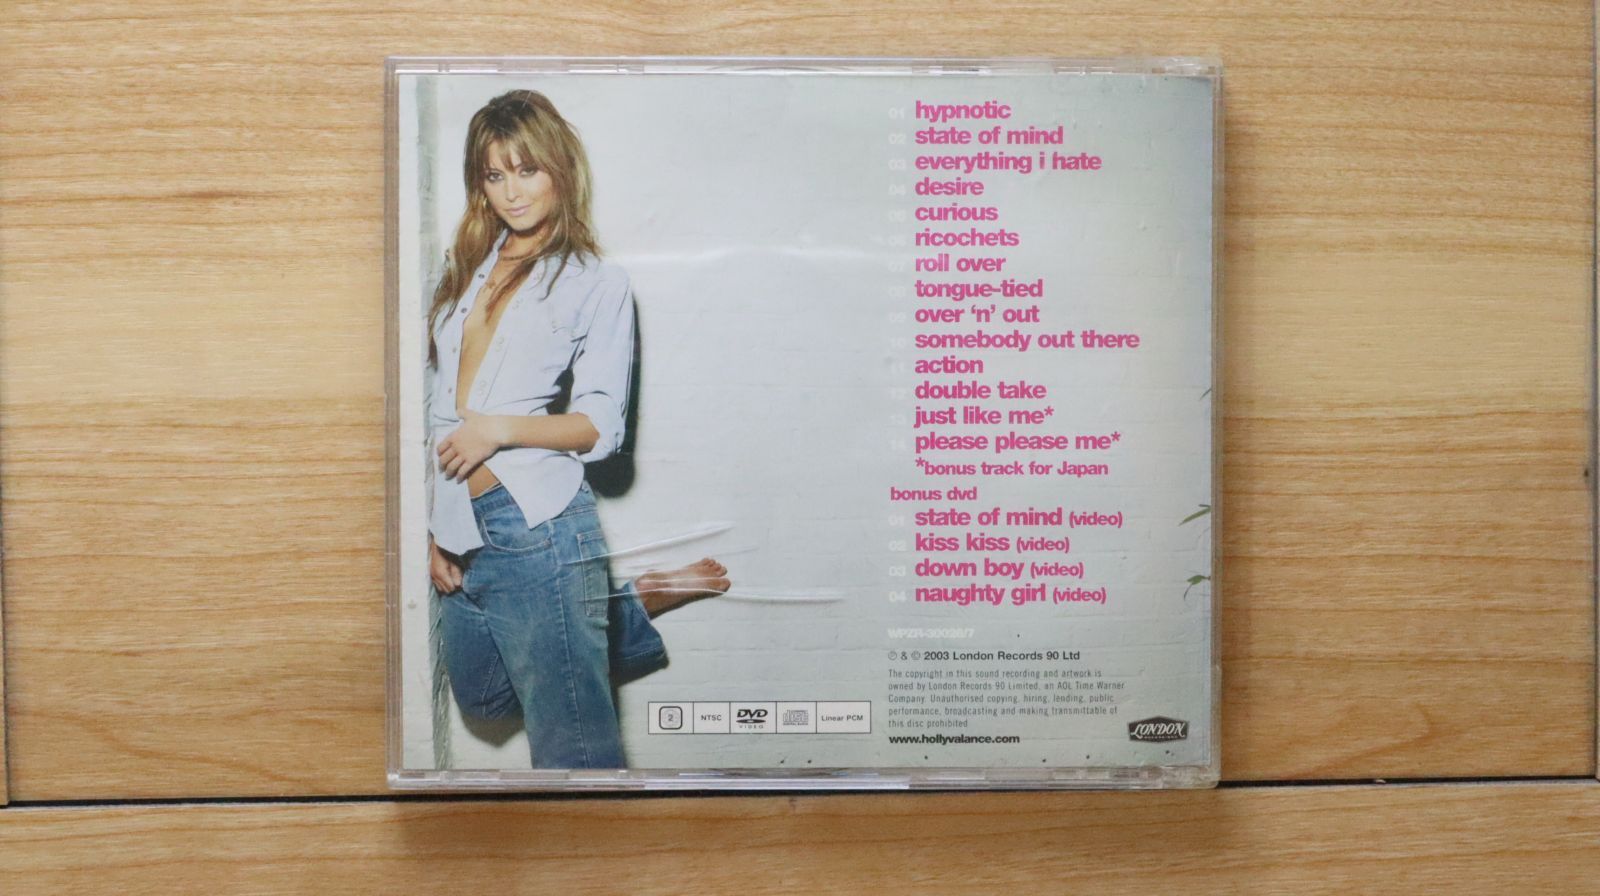 01 hypnotic
02 state of mind
03 everything i hate
04 desire
05 curious
06 ricochets
07 roll over
08 tongue-tied
09 over ‘n’ out
10 somebody out there
11 action
12 double take
13 just like me*
14 please please me*
*bonus track for Japan
bonus dvd
01 state of mind (video)
02 kiss kiss (video)
03 down boy (video)
04 naughty girl (video)
WPZR-30026/7
℗ & © 2003 London Records 90 Ltd
The copyright in this sound recording and artwork is
owned by London Records 90 Limited, an AOL Time Warner
Company. Unauthorised copying, hiring, lending, public
performance, broadcasting and making transmittable of
this disc prohibited
www.hollyvalance.com
2 NTSC DVD VIDEO disc Linear PCM
LONDON